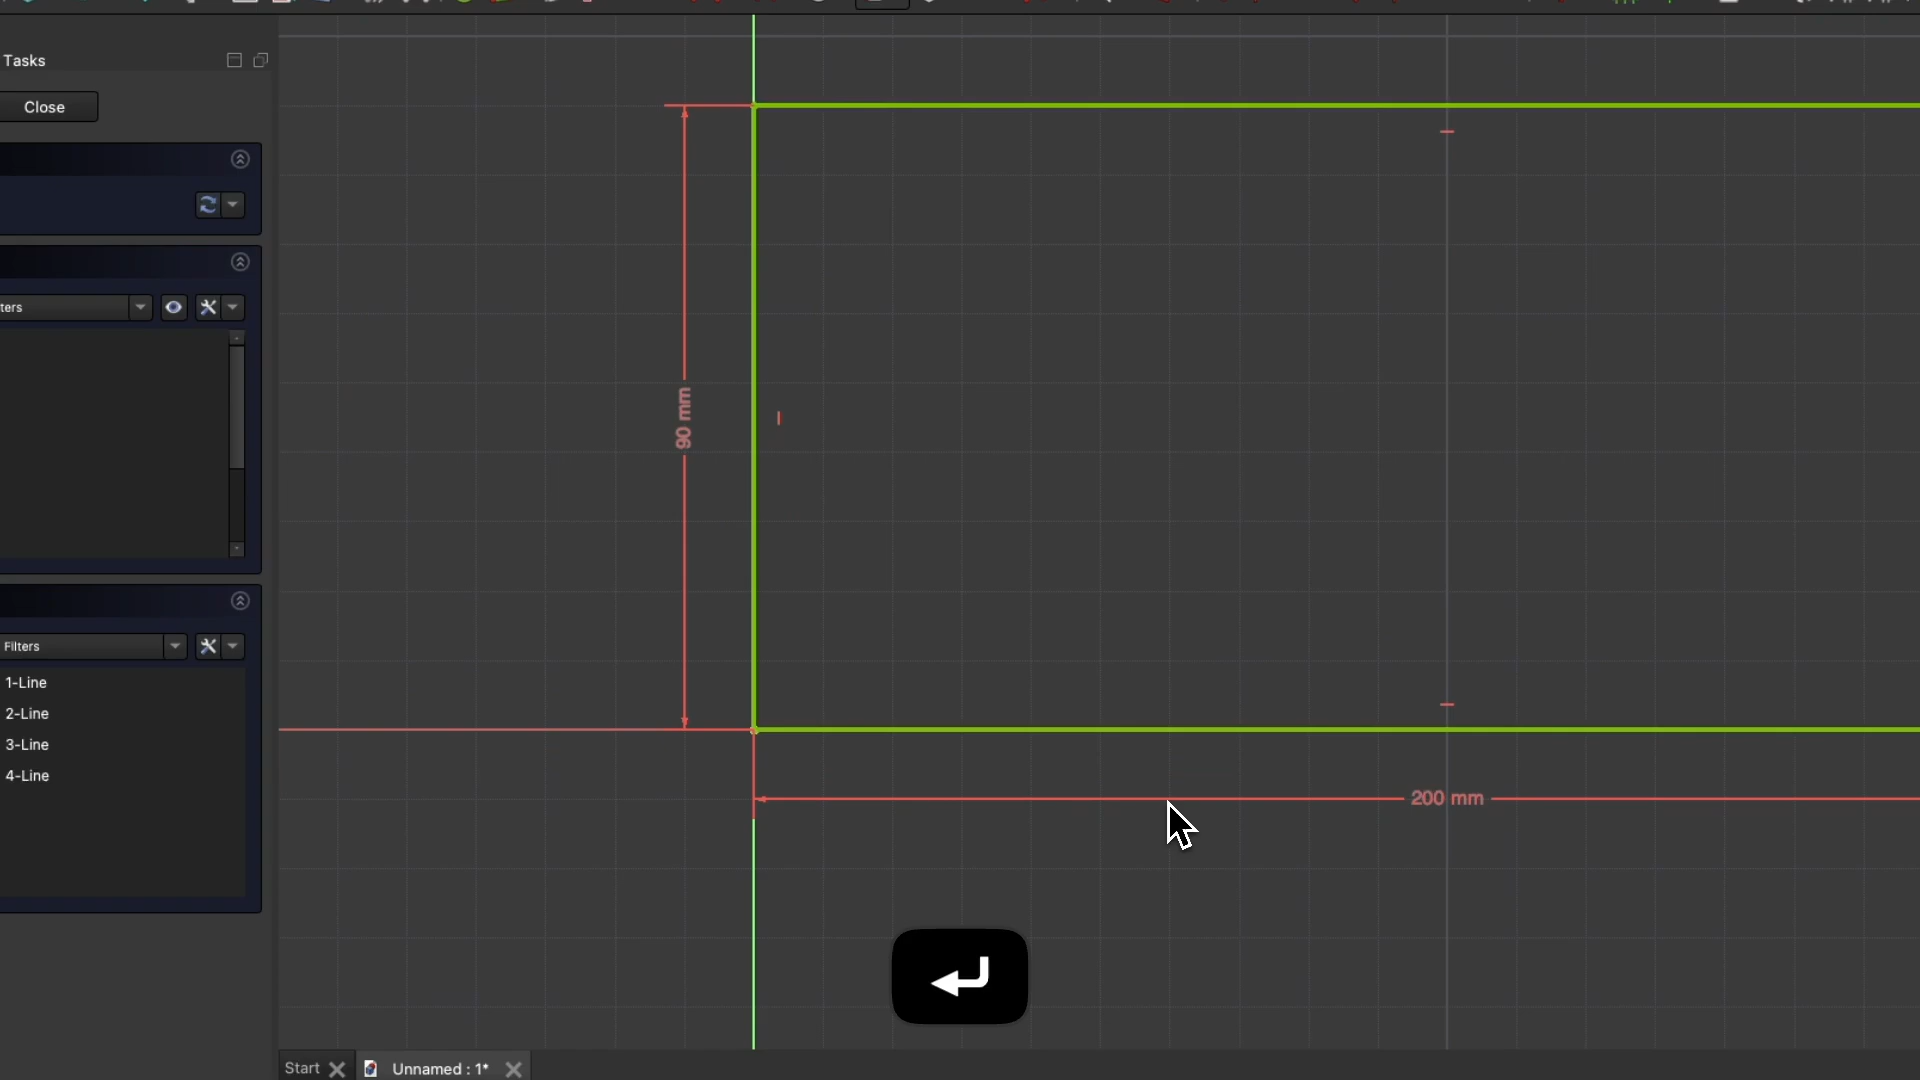 Tasks
Close
ters
90 mm
Filters
1-Line
2-Line
3-Line
4-Line
200 mm
Start
Unnamed : 1*